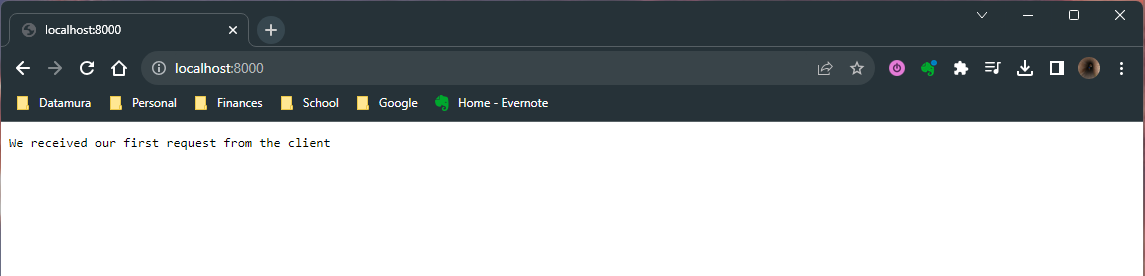 localhost:8000
localhost:8000
Datamura Personal Finances School Google Home - Evernote
We received our first request from the client